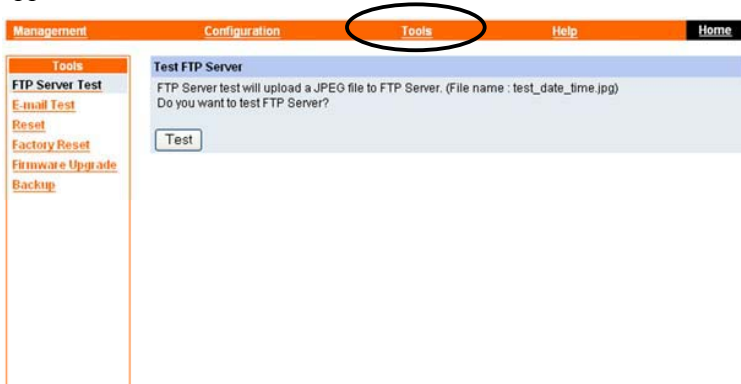 Management Configuration Tools Help Home
Tools
FTP Server Test
E-mail Test
Reset
Factory Reset
Firmware Upgrade
Backup
Test FTP Server
FTP Server test will upload a JPEG file to FTP Server. (File name : test_date_time.jpg)
Do you want to test FTP Server?
Test